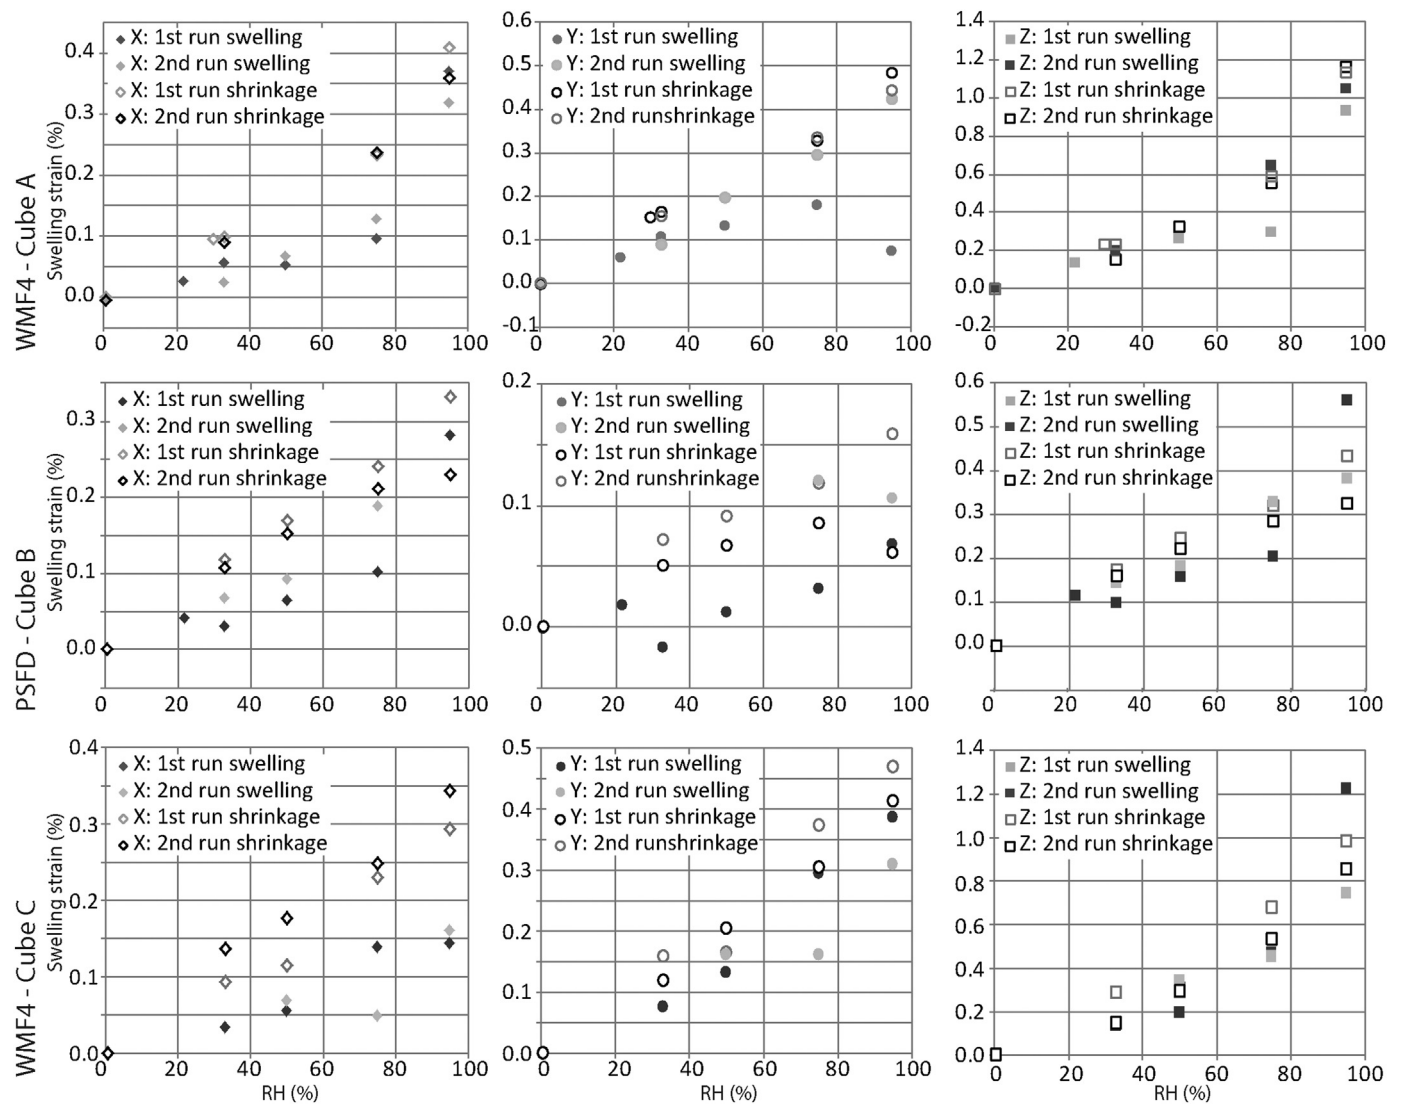 WMF4 - Cube A
Swelling strain (%)
0.4
0.3
0.2
0.1
0.0
X: 1st run swelling
X: 2nd run swelling
X: 1st run shrinkage
X: 2nd run shrinkage
0 20 40 60 80 100
0.6
0.5
0.4
0.3
0.2
0.1
0.0
-0.1
Y: 1st run swelling
Y: 2nd run swelling
Y: 1st run shrinkage
Y: 2nd runshrinkage
0 20 40 60 80 100
1.4
1.2
1.0
0.8
0.6
0.4
0.2
0.0
-0.2
Z: 1st run swelling
Z: 2nd run swelling
Z: 1st run shrinkage
Z: 2nd run shrinkage
0 20 40 60 80 100
PSFD - Cube B
Swelling strain (%)
0.3
0.2
0.1
0.0
X: 1st run swelling
X: 2nd run swelling
X: 1st run shrinkage
X: 2nd run shrinkage
0 20 40 60 80 100
0.2
0.1
0.0
Y: 1st run swelling
Y: 2nd run swelling
Y: 1st run shrinkage
Y: 2nd runshrinkage
0 20 40 60 80 100
0.6
0.5
0.4
0.3
0.2
0.1
0.0
Z: 1st run swelling
Z: 2nd run swelling
Z: 1st run shrinkage
Z: 2nd run shrinkage
0 20 40 60 80 100
WMF4 - Cube C
Swelling strain (%)
0.4
0.3
0.2
0.1
0.0
X: 1st run swelling
X: 2nd run swelling
X: 1st run shrinkage
X: 2nd run shrinkage
0 20 40 60 80 100
RH (%)
0.5
0.4
0.3
0.2
0.1
0.0
Y: 1st run swelling
Y: 2nd run swelling
Y: 1st run shrinkage
Y: 2nd runshrinkage
0 20 40 60 80 100
RH (%)
1.4
1.2
1.0
0.8
0.6
0.4
0.2
0.0
Z: 1st run swelling
Z: 2nd run swelling
Z: 1st run shrinkage
Z: 2nd run shrinkage
0 20 40 60 80 100
RH (%)